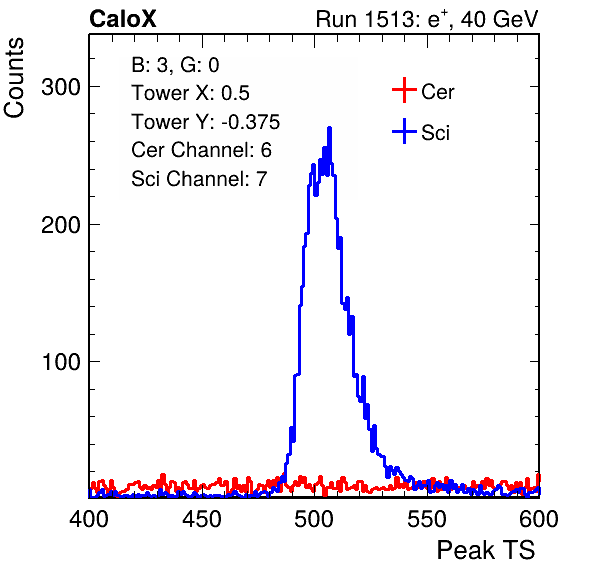 CaloX Run 1513: e⁺, 40 GeV
Counts
B: 3, G: 0
Tower X: 0.5
Tower Y: -0.375
Cer Channel: 6
Sci Channel: 7
Cer
Sci
300
200
100
400 450 500 550 600
Peak TS